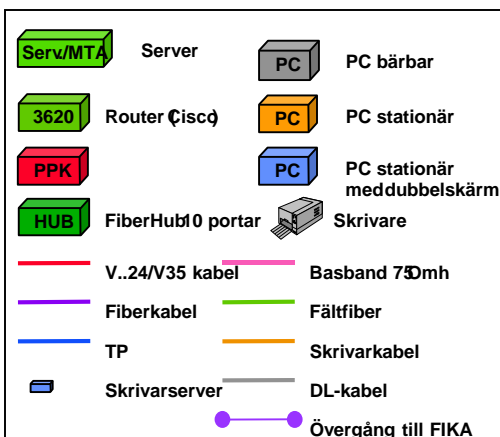 Serv./MTA Server
PC PC bärbar
3620 Router (Cisco)
PC PC stationär
PPK
PC PC stationär
meddubbelskärm
HUB FiberHub10 portar
Skrivare
V..24/V35 kabel
Basband 75Omh
Fiberkabel
Fältfiber
TP
Skrivarkabel
Skrivarserver
DL-kabel
Övergång till FIKA